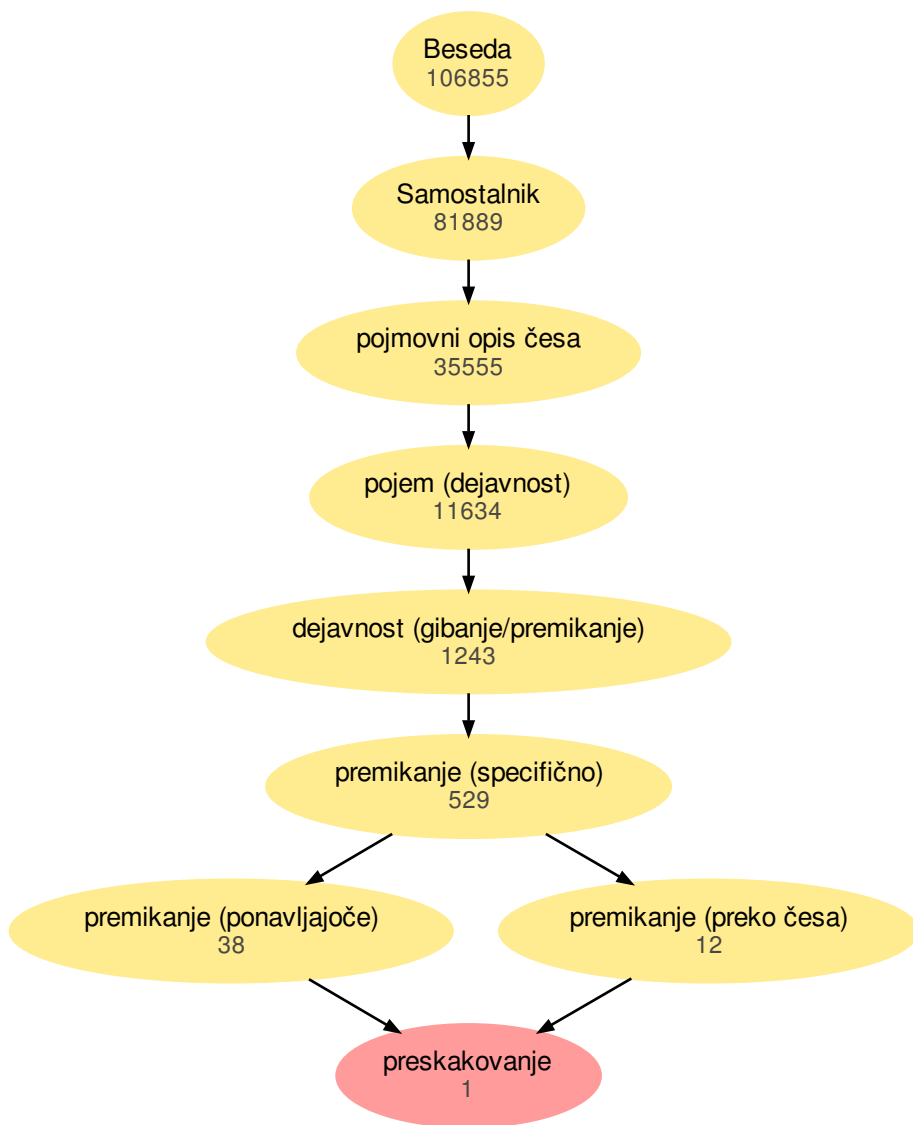 Beseda
106855
Samostalnik
81889
pojmovni opis česa
35555
pojem (dejavnost)
11634
dejavnost (gibanje/premikanje)
1243
premikanje (specifično)
529
premikanje (ponavljajoče)
38
premikanje (preko česa)
12
preskakovanje
1